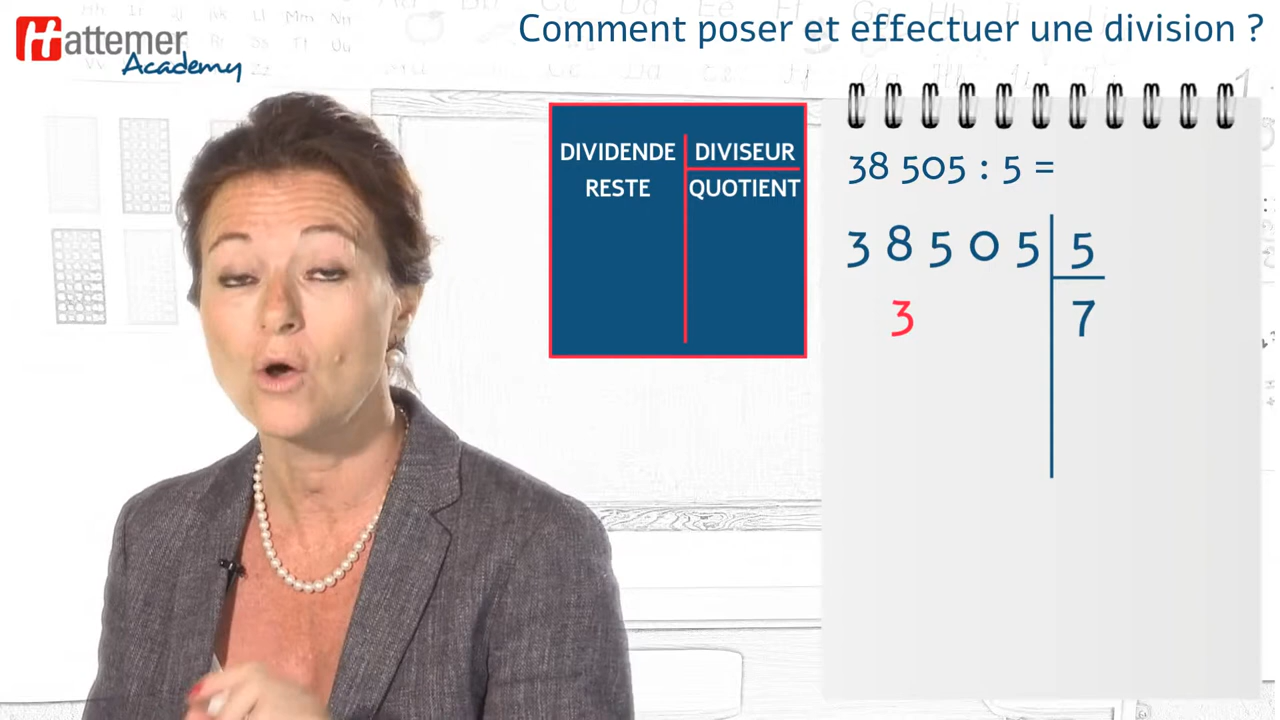 Hattemer
Academy
Comment poser et effectuer une division ?
DIVIDENDE DIVISEUR
RESTE QUOTIENT
38 505 : 5 =
3 8 5 0 5 5
3 7